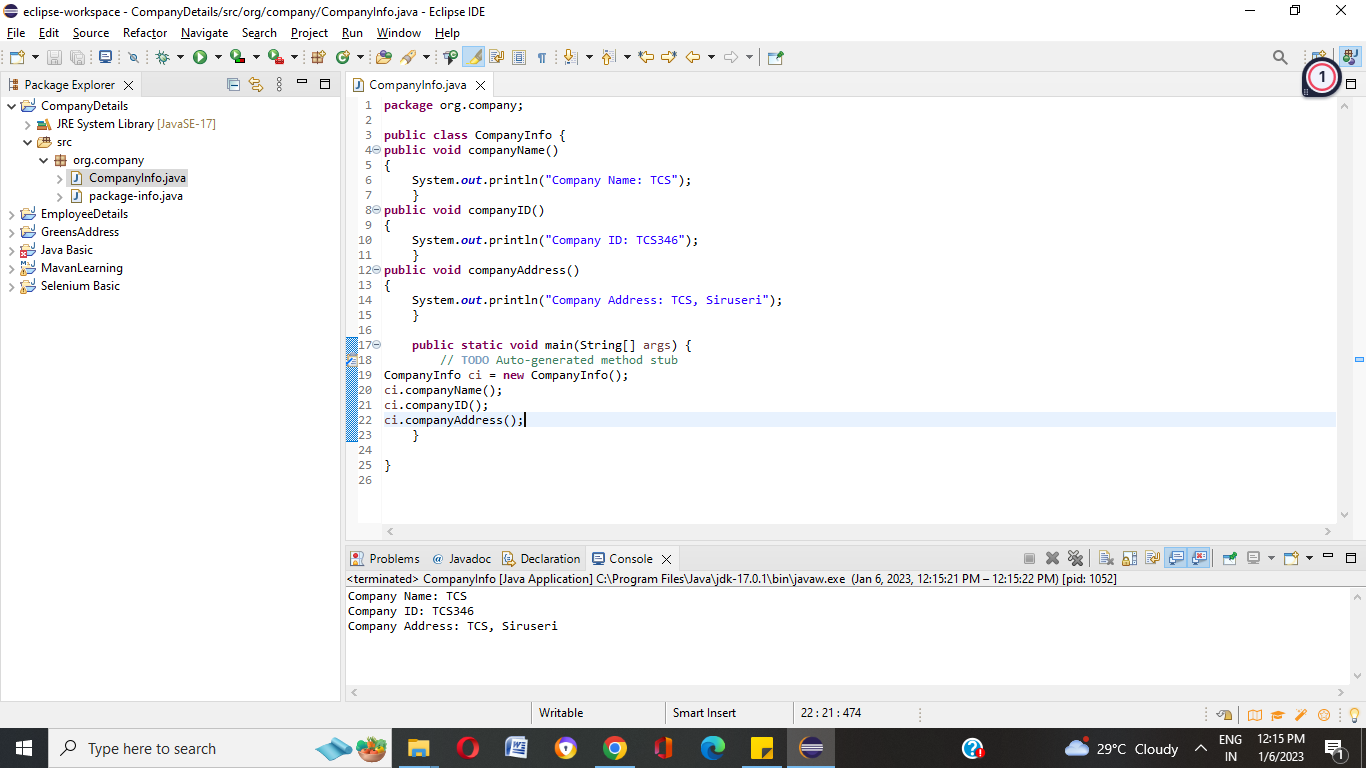 eclipse-workspace - CompanyDetails/src/org/company/CompanyInfo.java - Eclipse IDE
File Edit Source Refactor Navigate Search Project Run Window Help
1
Package Explorer
CompanyDetails
JRE System Library [JavaSE-17]
src
org.company
CompanyInfo.java
package-info.java
EmployeeDetails
GreensAddress
Java Basic
MavanLearning
Selenium Basic
CompanyInfo.java
1 package org.company;
2
3 public class CompanyInfo {
4 public void companyName()
5 {
6 System.out.println("Company Name: TCS");
7 }
8 public void companyID()
9 {
10 System.out.println("Company ID: TCS346");
11 }
12 public void companyAddress()
13 {
14 System.out.println("Company Address: TCS, Siruseri");
15 }
16
17 public static void main(String[] args) {
18 // TODO Auto-generated method stub
19 CompanyInfo ci = new CompanyInfo();
20 ci.companyName();
21 ci.companyID();
22 ci.companyAddress();
23 }
24
25 }
26
Problems @ Javadoc Declaration Console
<terminated> CompanyInfo [Java Application] C:\Program Files\Java\jdk-17.0.1\bin\javaw.exe (Jan 6, 2023, 12:15:21 PM – 12:15:22 PM) [pid: 1052]
Company Name: TCS
Company ID: TCS346
Company Address: TCS, Siruseri
Writable Smart Insert 22 : 21 : 474
Type here to search
29°C Cloudy
ENG
IN
12:15 PM
1/6/2023
1